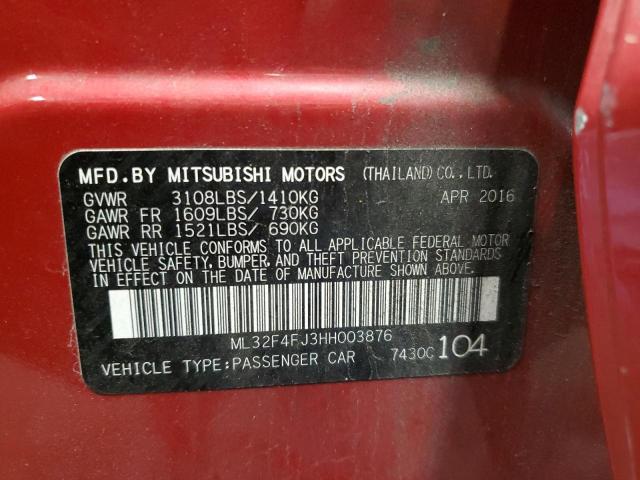 MFD.BY MITSUBISHI MOTORS (THAILAND)CO.,LTD.
GVWR 3108LBS/1410KG APR 2016
GAWR FR 1609LBS/ 730KG
GAWR RR 1521LBS/ 690KG
THIS VEHICLE CONFORMS TO ALL APPLICABLE FEDERAL MOTOR
VEHICLE SAFETY, BUMPER, AND THEFT PREVENTION STANDARDS
IN EFFECT ON THE DATE OF MANUFACTURE SHOWN ABOVE.
ML32F4FJ3HH003876
VEHICLE TYPE:PASSENGER CAR 7430C 104